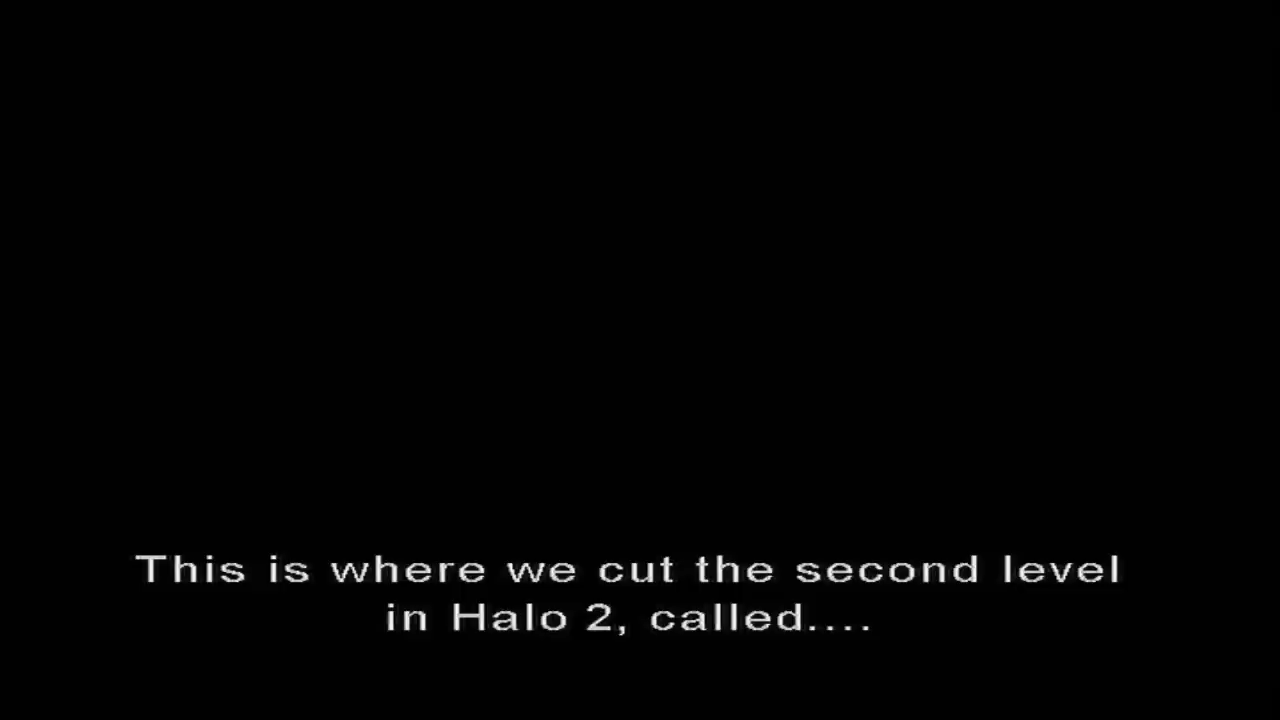 This is where we cut the second level
in Halo 2, called....